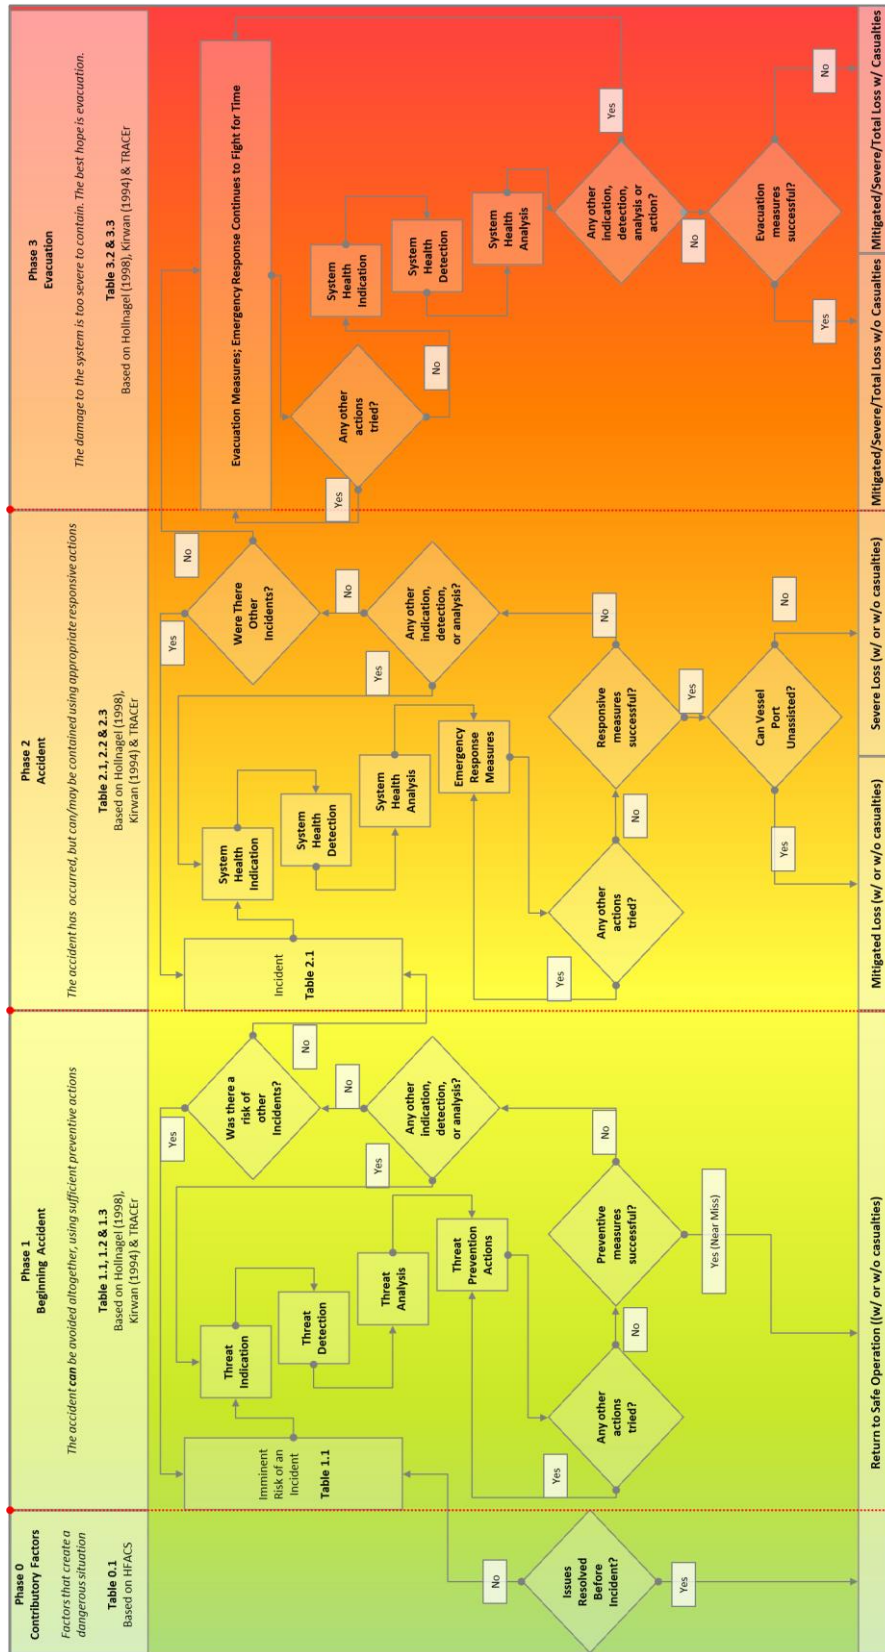 Phase 0
Contributory Factors
Factors that create a
dangerous situation
Table 0.1
Based on HFACS
Issues
Resolved
Before
Incident?
No
Yes
Phase 1
Beginning Accident
The accident can be avoided altogether, using sufficient preventive actions
Table 1.1, 1.2 & 1.3
Based on Hollnagel (1998),
Kirwan (1994) & TRACEr
Imminent
Risk of an
Incident
Table 1.1
Threat
Indication
Threat
Detection
Threat
Analysis
Threat
Prevention
Actions
Any other
actions
tried?
Yes
No
Preventive
measures
successful?
Yes (Near Miss)
No
Any other
indication,
detection,
or analysis?
Yes
No
Was there a
risk of
other
Incidents?
Yes
No
Return to Safe Operation ((w/ or w/o casualties)
Phase 2
Accident
The accident has occurred, but can/may be contained using appropriate responsive actions
Table 2.1, 2.2 & 2.3
Based on Hollnagel (1998),
Kirwan (1994) & TRACEr
Incident
Table 2.1
System
Health
Indication
System
Health
Detection
System
Health
Analysis
Emergency
Response
Measures
Any other
actions
tried?
Yes
No
Responsive
measures
successful?
Yes
No
Any other
indication,
detection,
or analysis?
Yes
No
Were There
Other
Incidents?
Yes
No
Can Vessel
Port
Unassisted?
Yes
No
Mitigated Loss (w/ or w/o casualties)
Severe Loss (w/ or w/o casualties)
Phase 3
Evacuation
The damage to the system is too severe to contain. The best hope is evacuation.
Table 3.2 & 3.3
Based on Hollnagel (1998), Kirwan (1994) & TRACEr
Evacuation Measures; Emergency Response Continues to Fight for Time
Any other
actions
tried?
Yes
No
System
Health
Indication
System
Health
Detection
System
Health
Analysis
Any other
indication,
detection,
analysis or
action?
Yes
No
Evacuation
measures
successful?
Yes
No
Mitigated/Severe/Total Loss w/o Casualties
Mitigated/Severe/Total Loss w/ Casualties